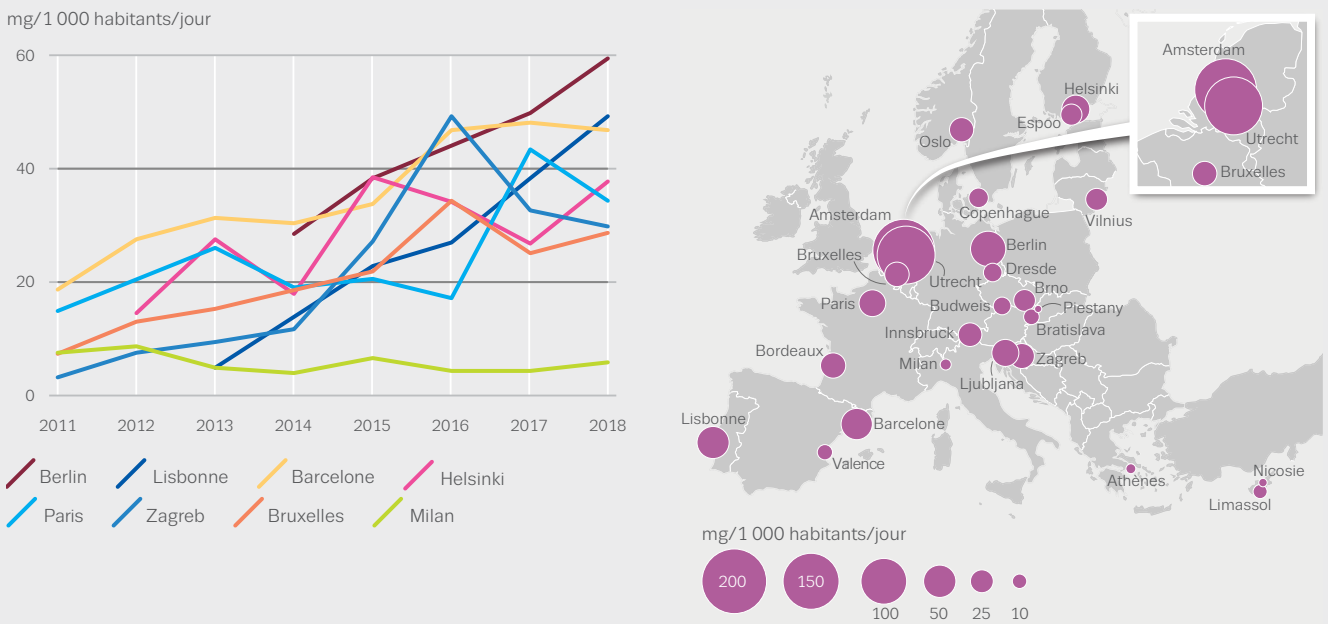 mg/1 000 habitants/jour
60
40
20
0
2011 2012 2013 2014 2015 2016 2017 2018
Berlin Lisbonne Barcelone Helsinki
Paris Zagreb Bruxelles Milan
Amsterdam
Utrecht
Bruxelles
Helsinki
Espoo
Oslo
Copenhague
Vilnius
Amsterdam
Bruxelles
Utrecht
Berlin
Dresde
Brno
Paris
Budweis
Piestany
Bratislava
Innsbruck
Bordeaux
Milan
Zagreb
Ljubljana
Lisbonne
Barcelone
Valence
Athènes
Nicosie
Limassol
mg/1 000 habitants/jour
200 150
100 50 25 10